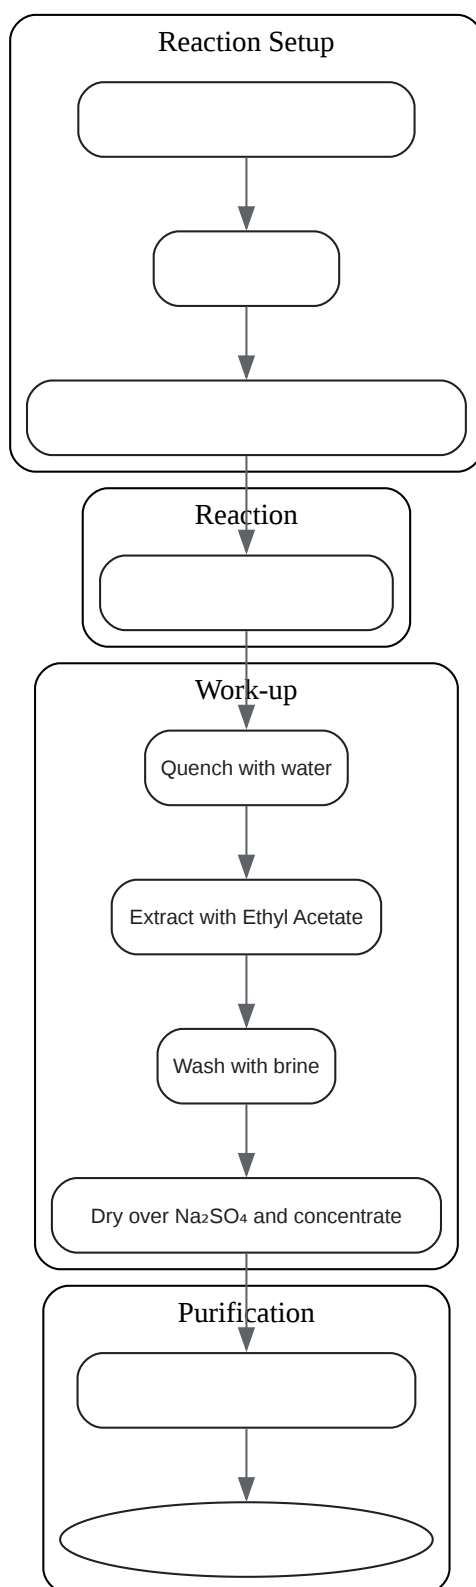 Reaction Setup
Reaction
Work-up
Quench with water
Extract with Ethyl Acetate
Wash with brine
Dry over Na₂SO₄ and concentrate
Purification